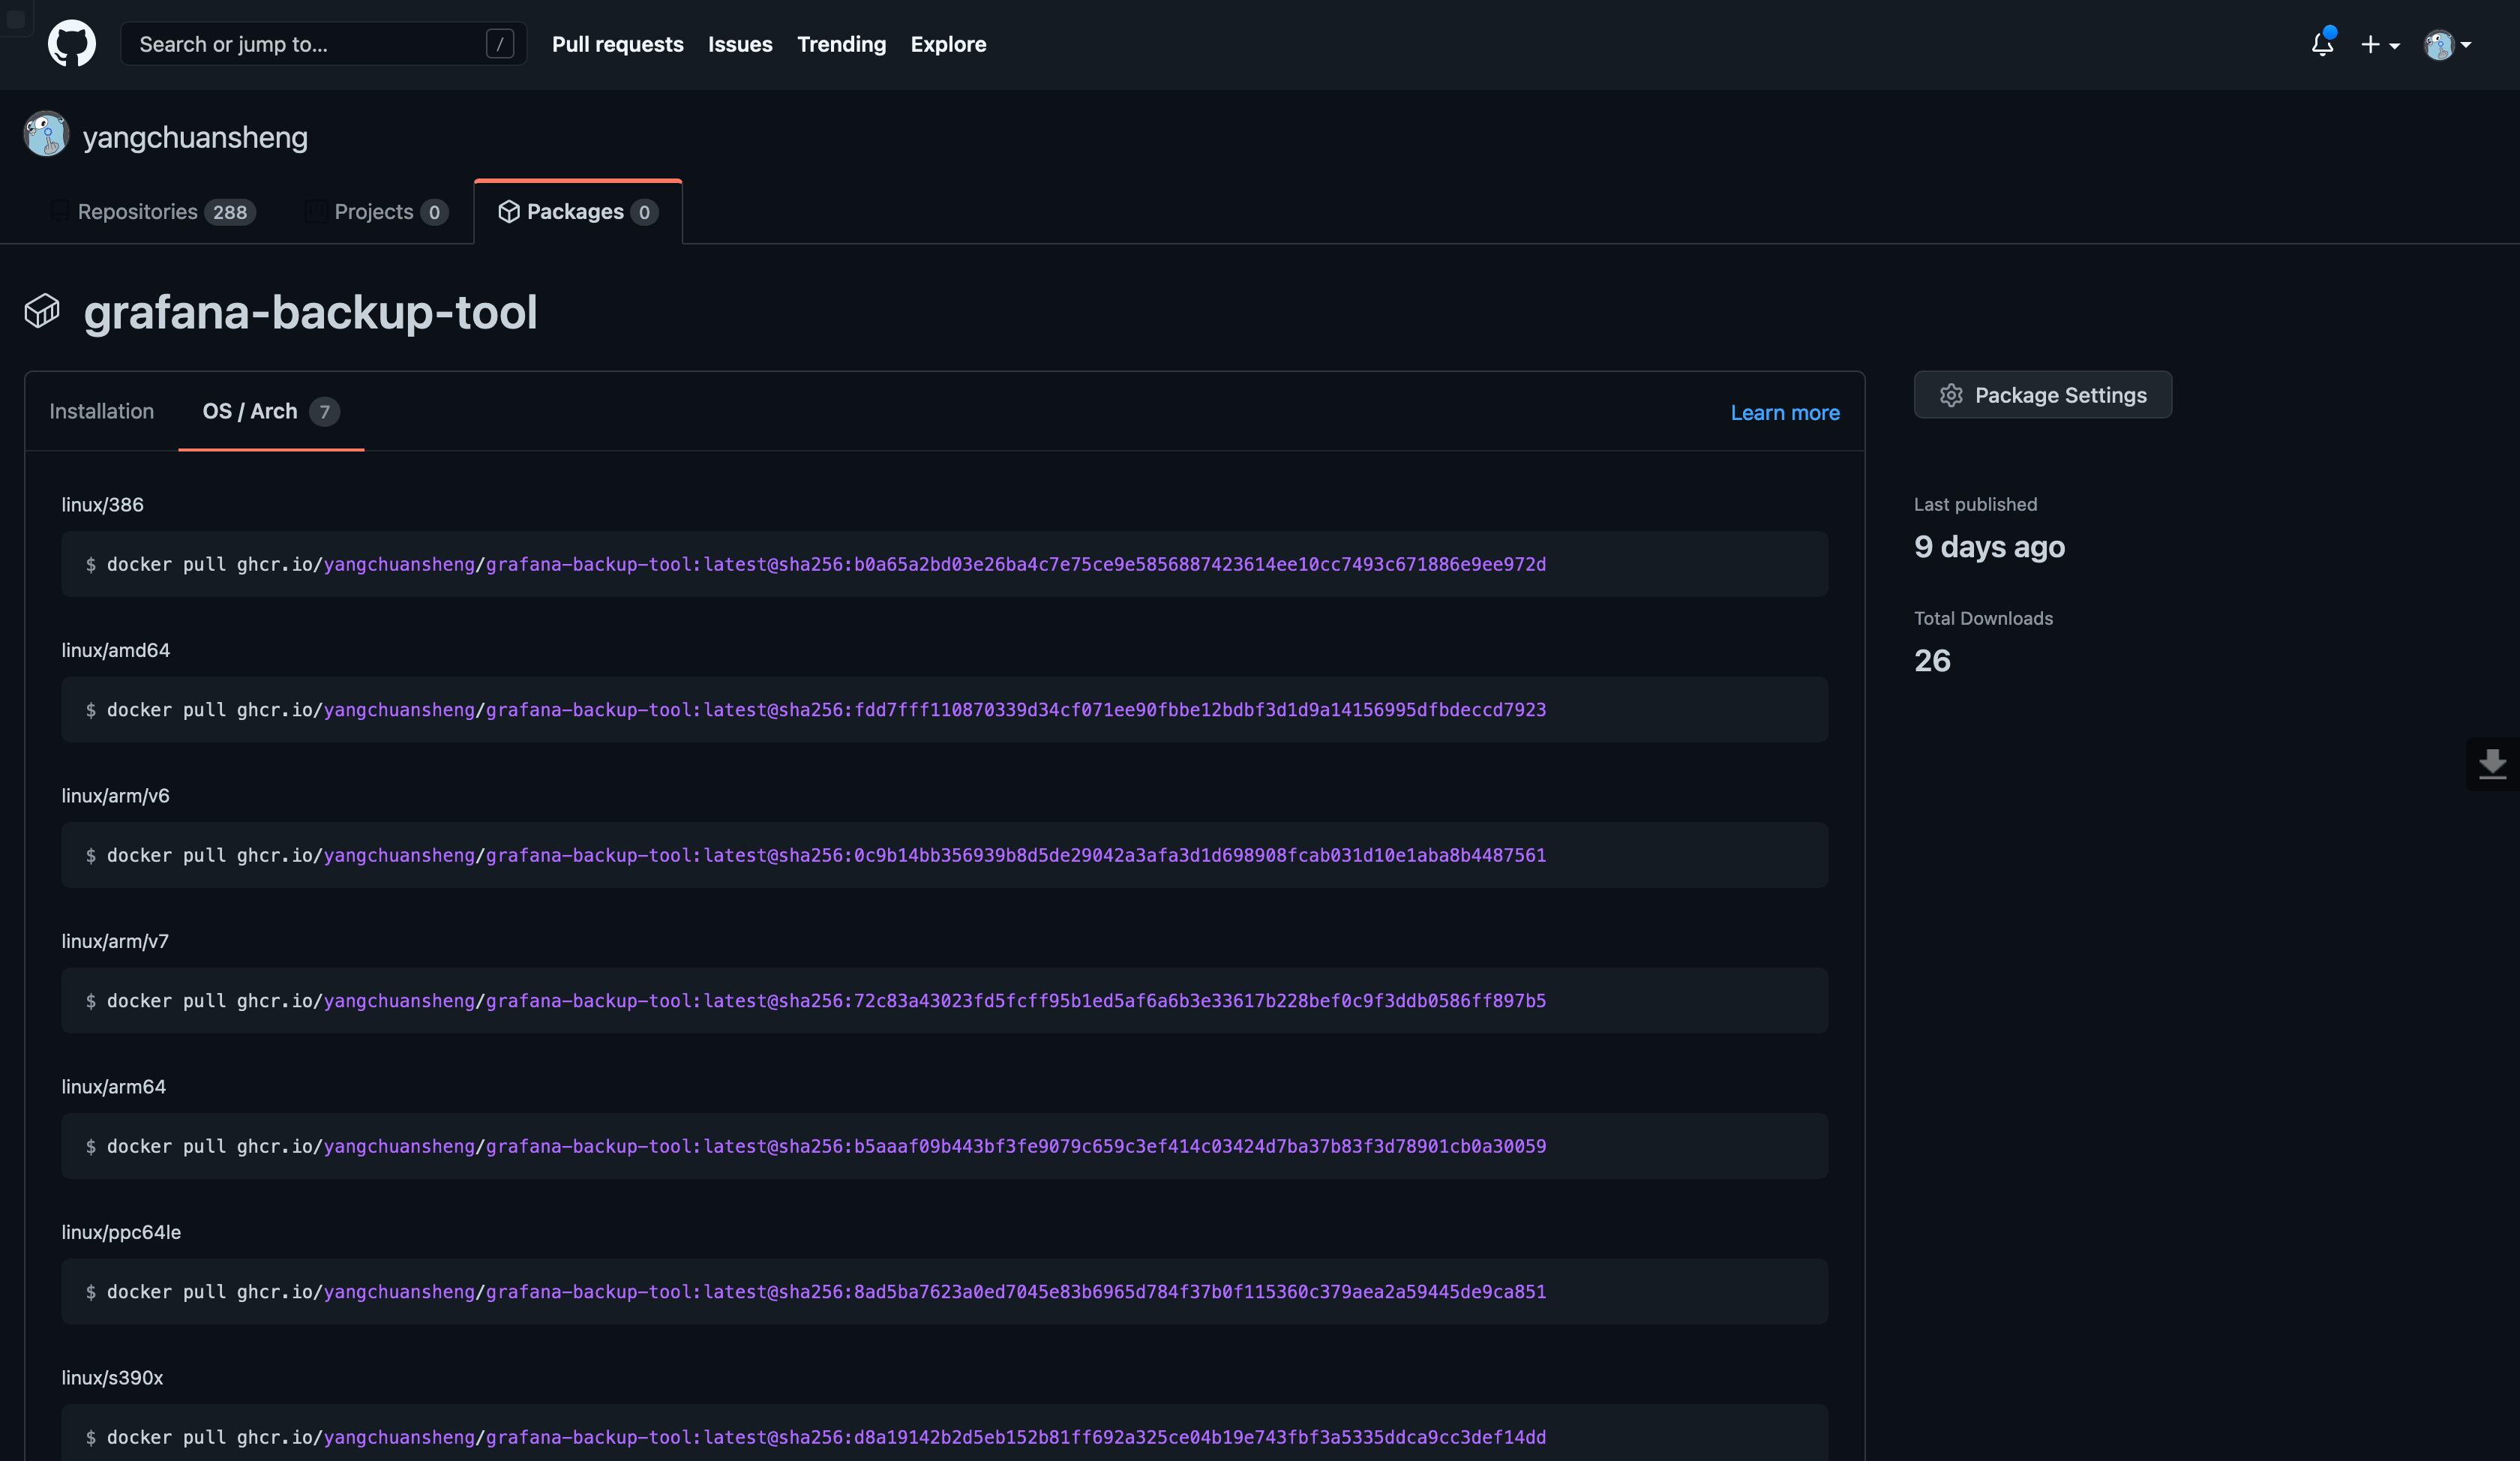 Search or jump to... / Pull requests Issues Trending Explore
yangchuansheng
Repositories 288 Projects 0 Packages 0
grafana-backup-tool
Installation OS / Arch 7 Learn more
Package Settings
linux/386
$ docker pull ghcr.io/yangchuansheng/grafana-backup-tool:latest@sha256:b0a65a2bd03e26ba4c7e75ce9e5856887423614ee10cc7493c671886e9ee972d
Last published
9 days ago
Total Downloads
26
linux/amd64
$ docker pull ghcr.io/yangchuansheng/grafana-backup-tool:latest@sha256:fdd7fff110870339d34cf071ee90fbbe12bdbf3d1d9a14156995dfbdeccd7923
linux/arm/v6
$ docker pull ghcr.io/yangchuansheng/grafana-backup-tool:latest@sha256:0c9b14bb356939b8d5de29042a3afa3d1d698908fcab031d10e1aba8b4487561
linux/arm/v7
$ docker pull ghcr.io/yangchuansheng/grafana-backup-tool:latest@sha256:72c83a43023fd5fcff95b1ed5af6a6b3e33617b228bef0c9f3ddb0586ff897b5
linux/arm64
$ docker pull ghcr.io/yangchuansheng/grafana-backup-tool:latest@sha256:b5aaaf09b443bf3fe9079c659c3ef414c03424d7ba37b83f3d78901cb0a30059
linux/ppc64le
$ docker pull ghcr.io/yangchuansheng/grafana-backup-tool:latest@sha256:8ad5ba7623a0ed7045e83b6965d784f37b0f115360c379aea2a59445de9ca851
linux/s390x
$ docker pull ghcr.io/yangchuansheng/grafana-backup-tool:latest@sha256:d8a19142b2d5eb152b81ff692a325ce04b19e743fbf3a5335ddca9cc3def14dd